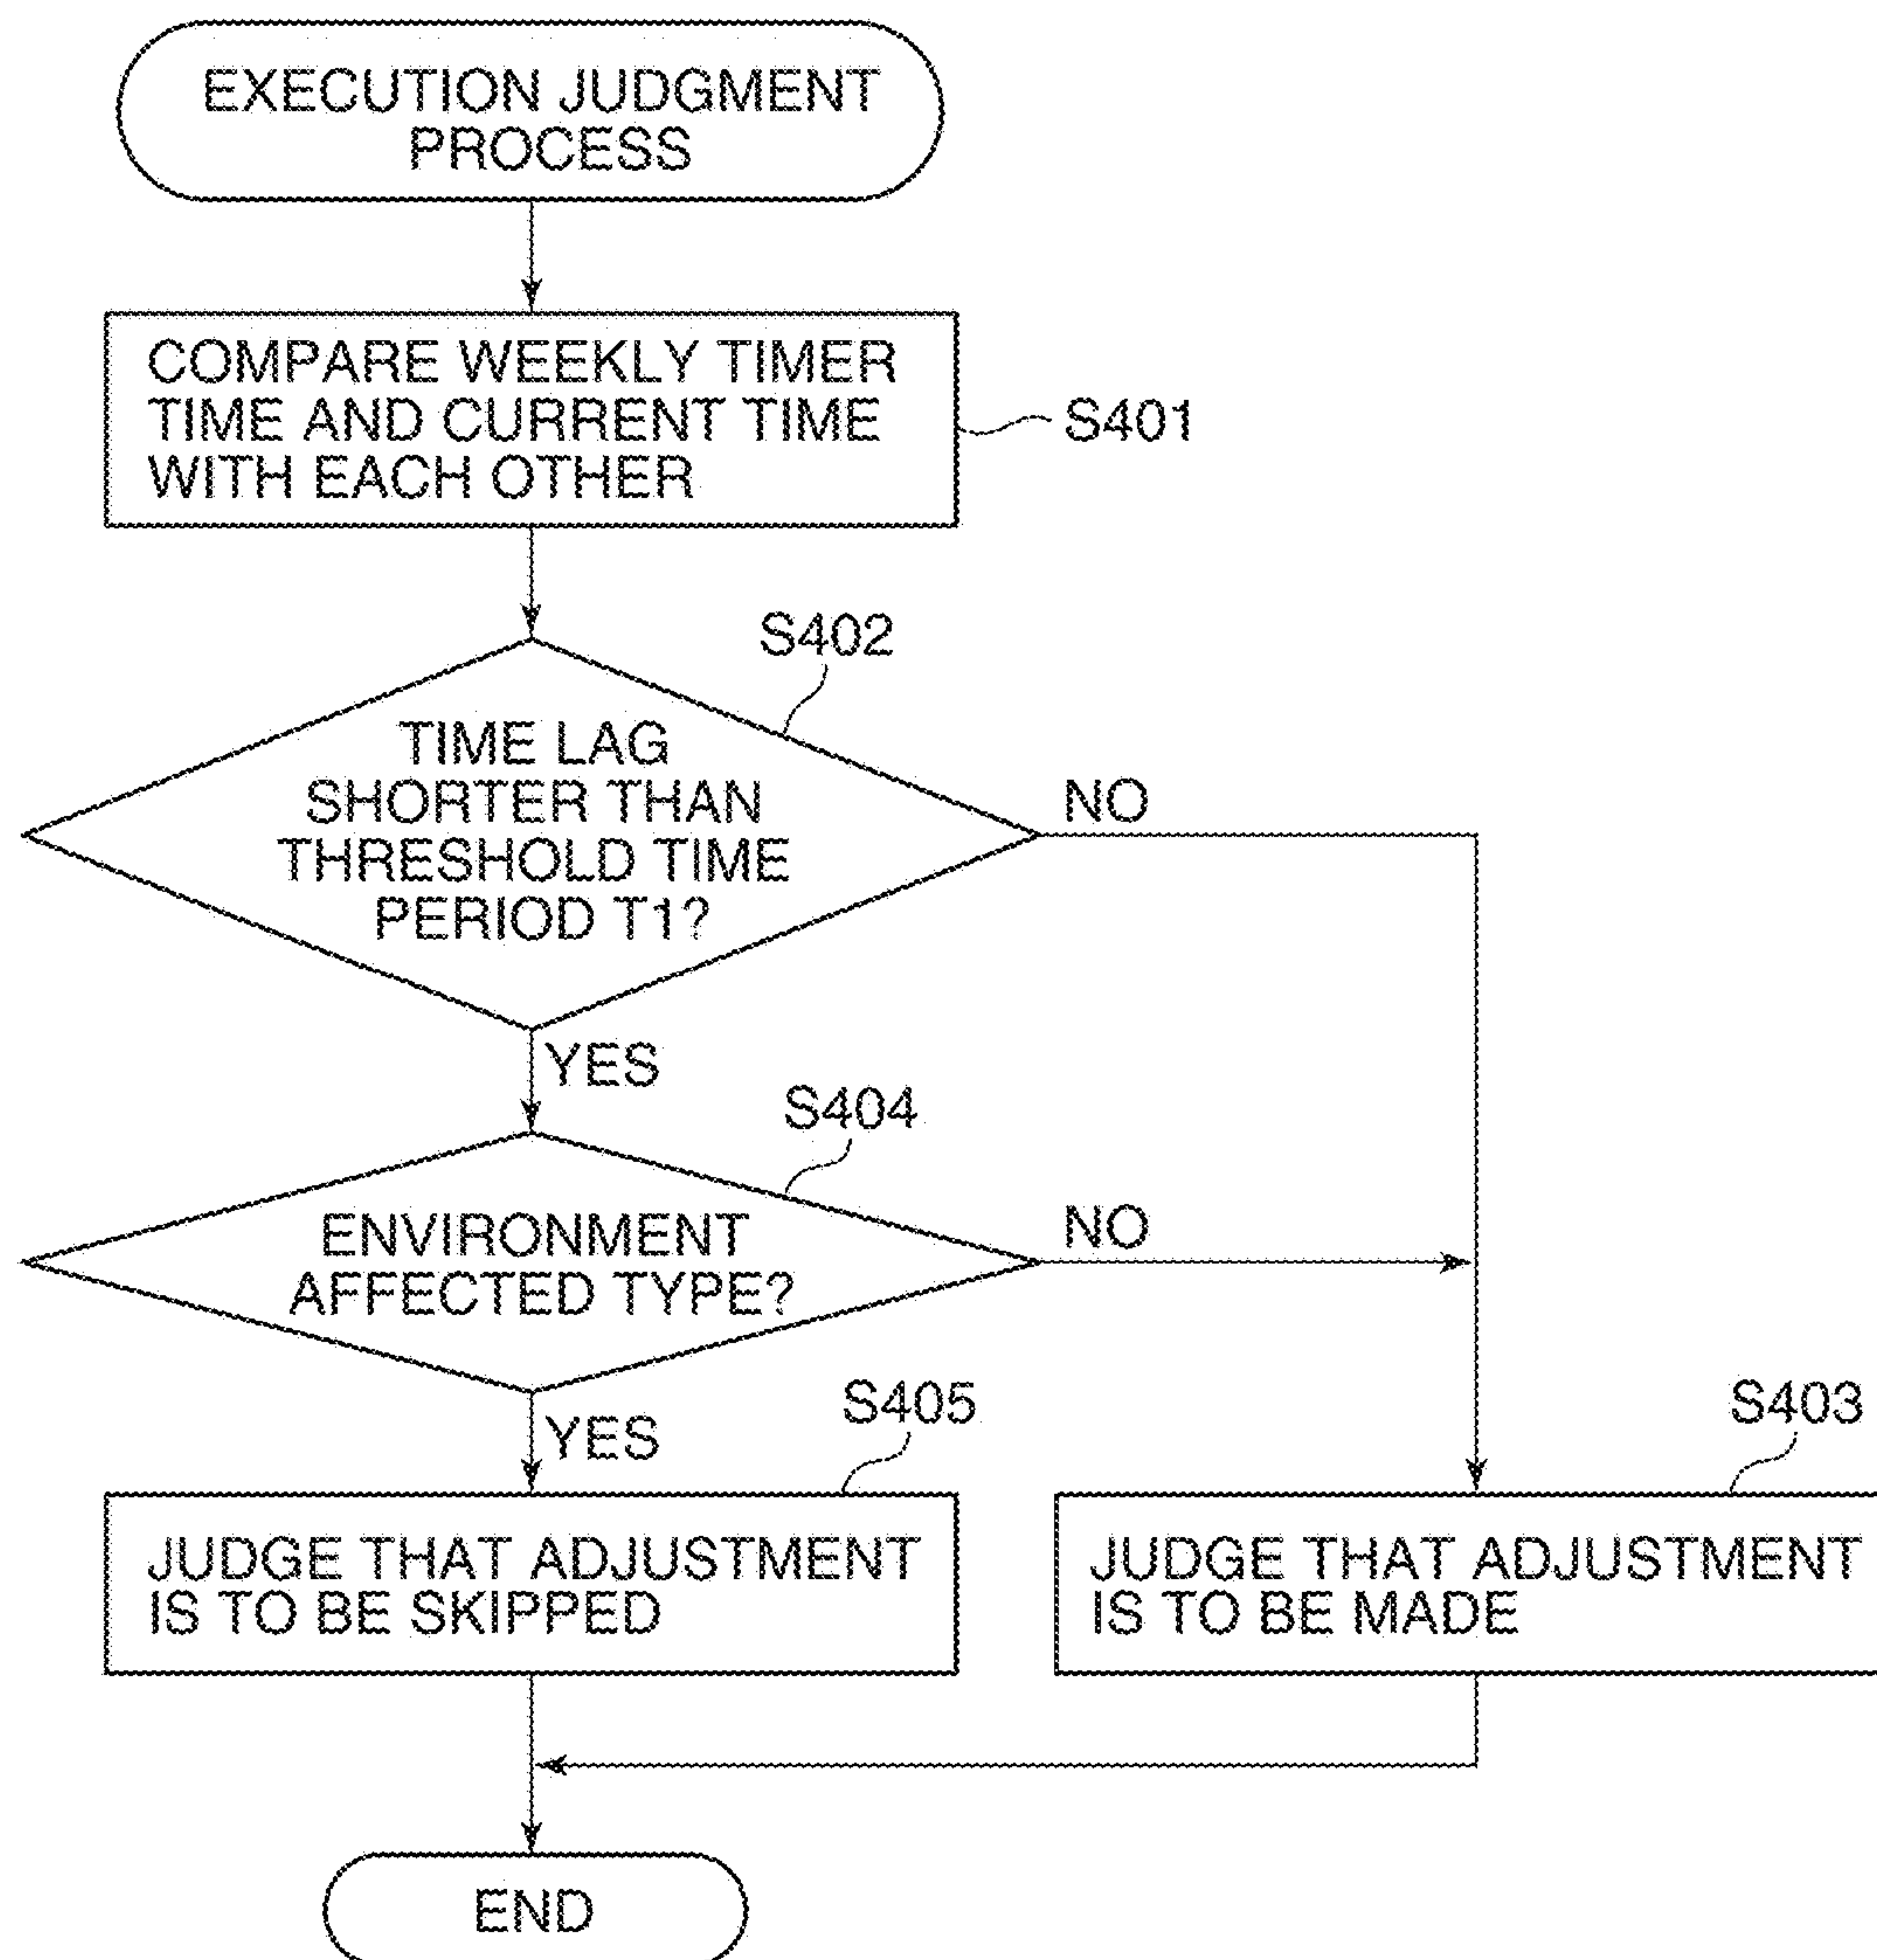 EXECUTION JUDGMENT
PROCESS
COMPARE WEEKLY TIMER
TIME AND CURRENT TIME
WITH EACH OTHER
S401
S402
TIME LAG
SHORTER THAN
THRESHOLD TIME
PERIOD T1?
NO
YES
S404
ENVIRONMENT
AFFECTED TYPE?
NO
YES
S405
S403
JUDGE THAT ADJUSTMENT
IS TO BE SKIPPED
JUDGE THAT ADJUSTMENT
IS TO BE MADE
END